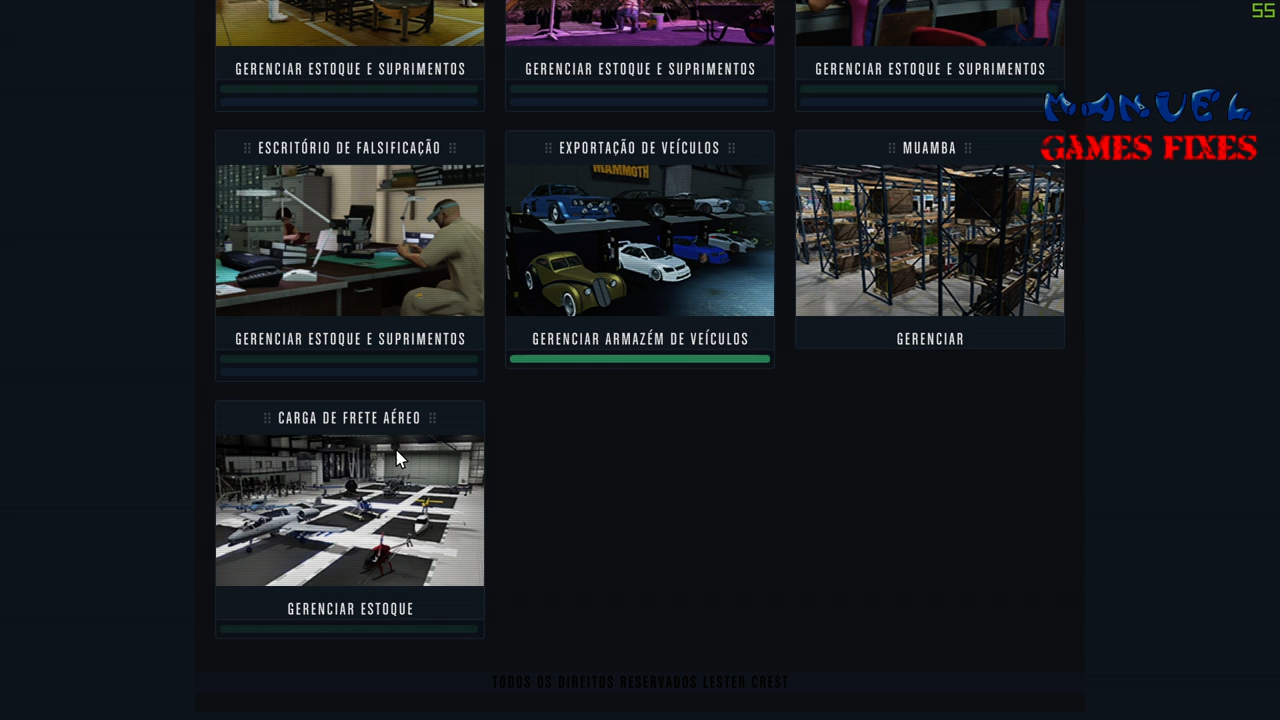 55
GERENCIAR ESTOQUE E SUPRIMENTOS
GERENCIAR ESTOQUE E SUPRIMENTOS
GERENCIAR ESTOQUE E SUPRIMENTOS
MANUEL
GAMES FIXES
ESCRITÓRIO DE FALSIFICAÇÃO
EXPORTAÇÃO DE VEÍCULOS
MUAMBA
MAMMOTH
GERENCIAR ESTOQUE E SUPRIMENTOS
GERENCIAR ARMAZÉM DE VEÍCULOS
GERENCIAR
CARGA DE FRETE AÉREO
GERENCIAR ESTOQUE
TODOS OS DIREITOS RESERVADOS LESTER CREST